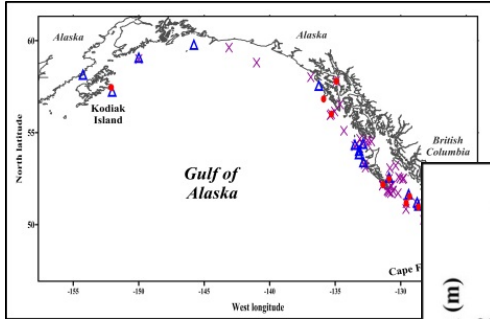 60
Alaska
Alaska
Kodiak
Island
55
North latitude
British
Columbia
Gulf of
Alaska
50
Cape
(m)
-155
-150
-145
-140
-135
-130
West longitude